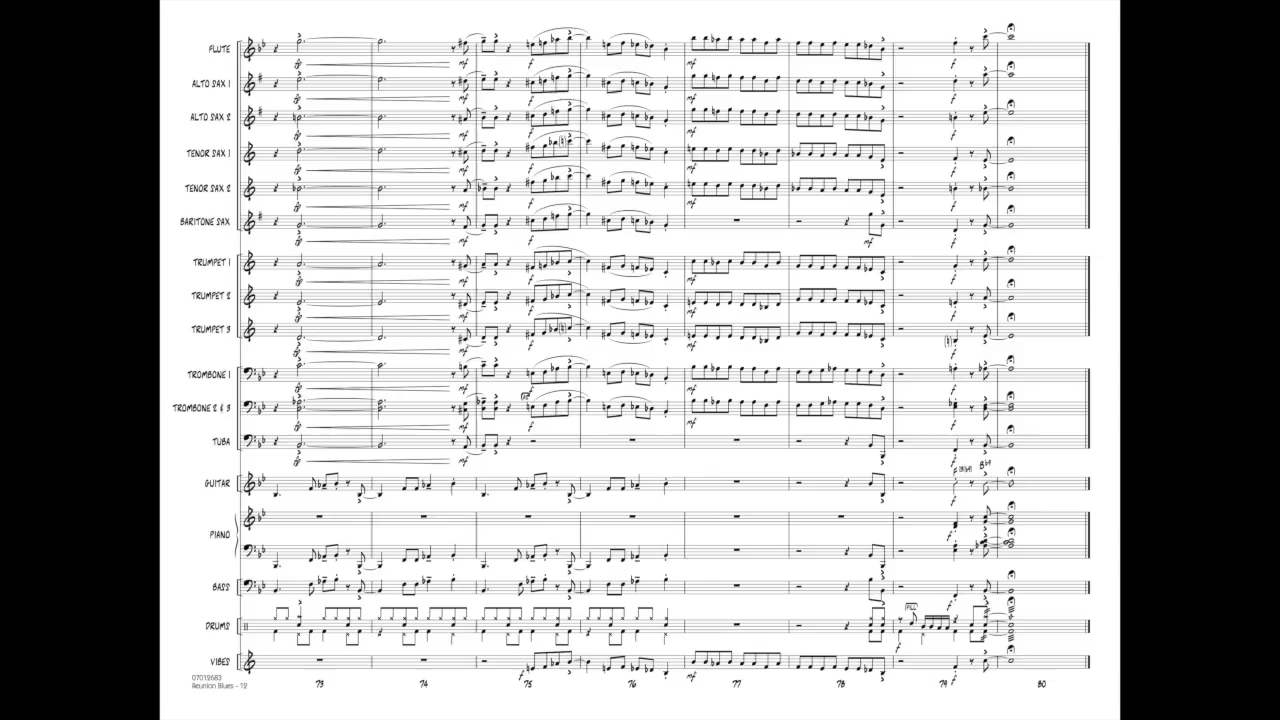 FLUTE
ALTO SAX 1
ALTO SAX 2
TENOR SAX 1
TENOR SAX 2
BARITONE SAX
TRUMPET 1
TRUMPET 2
TRUMPET 3
TROMBONE 1
TROMBONE 2 & 3
TUBA
GUITAR
PIANO
BASS
DRUMS
VIBES
07012683
Reunion Blues - 12
73 74 75 76 77 78 79 80